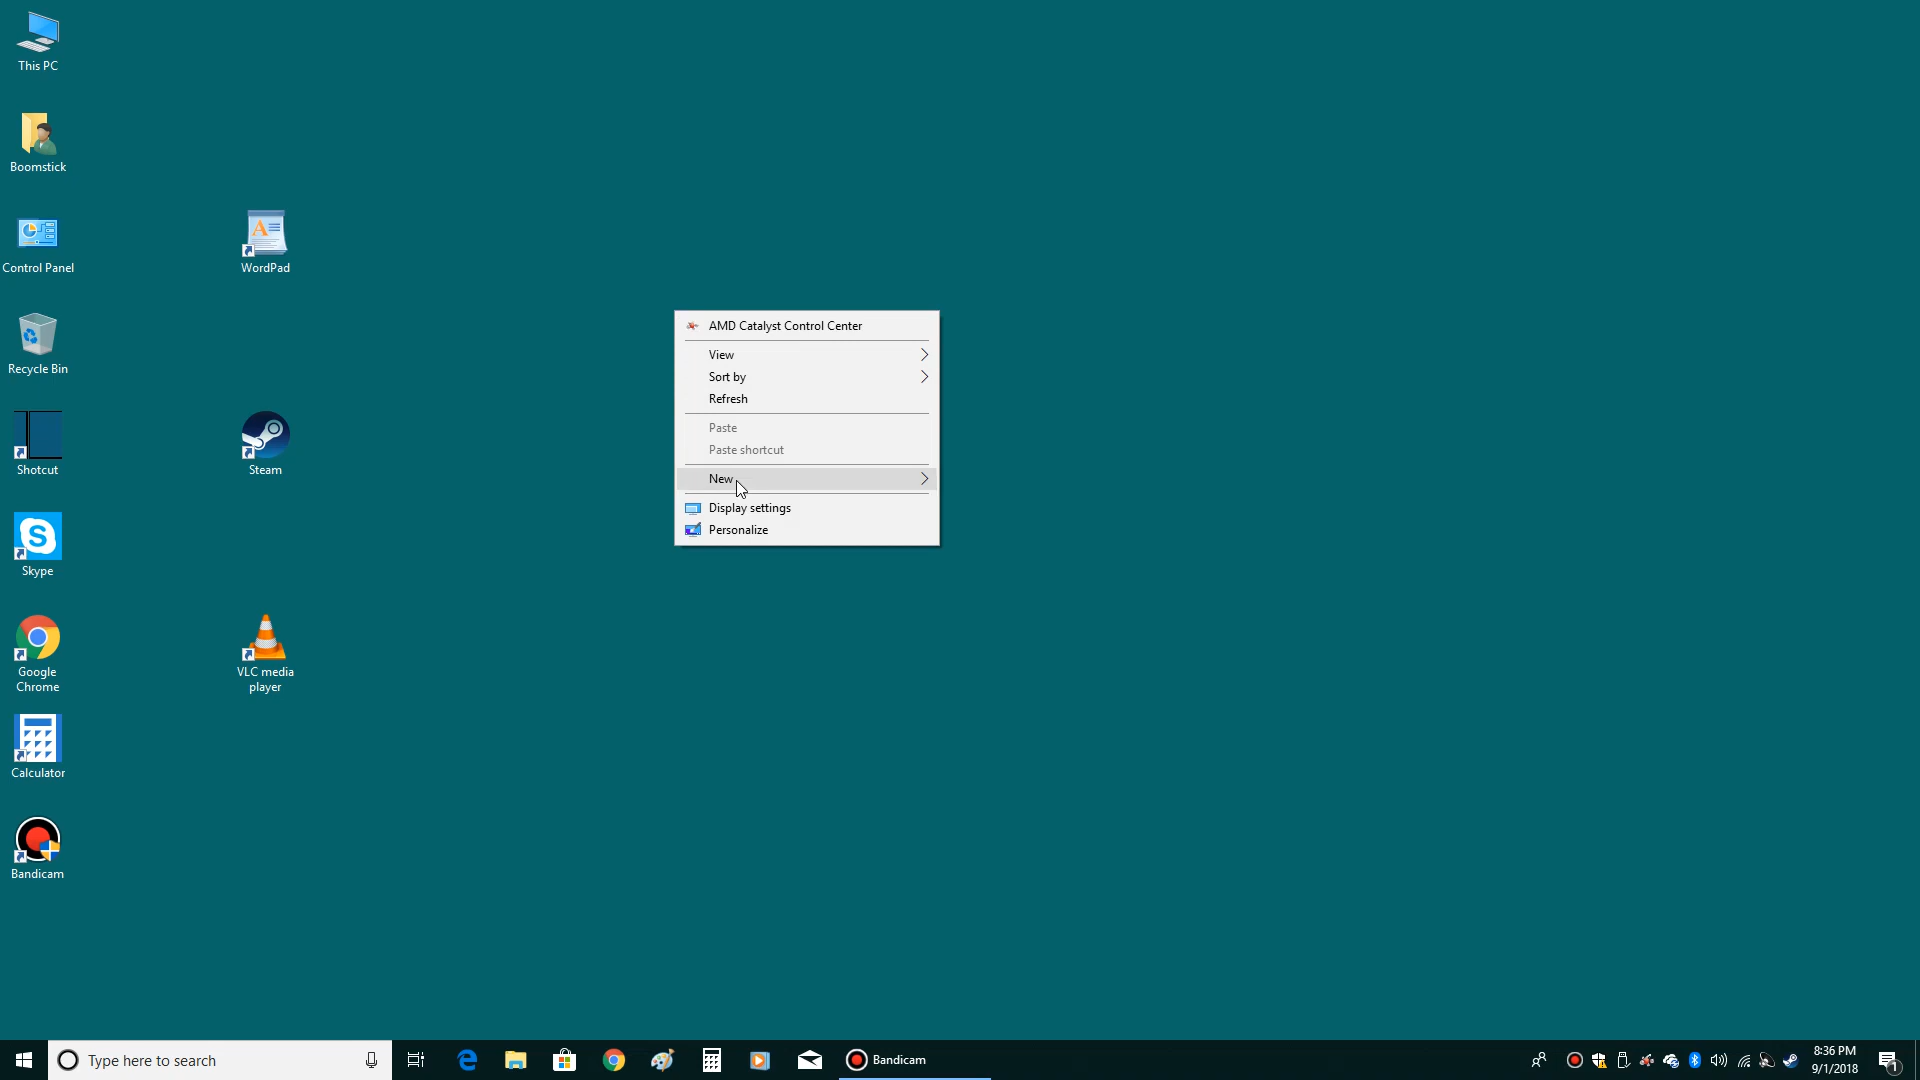 This PC
Boomstick
Control Panel
Recycle Bin
Shotcut
Skype
Google
Chrome
Calculator
Bandicam
WordPad
Steam
VLC media
player
AMD Catalyst Control Center
View
Sort by
Refresh
Paste
Paste shortcut
New
Display settings
Personalize
Type here to search
Bandicam
8:36 PM
9/1/2018
1